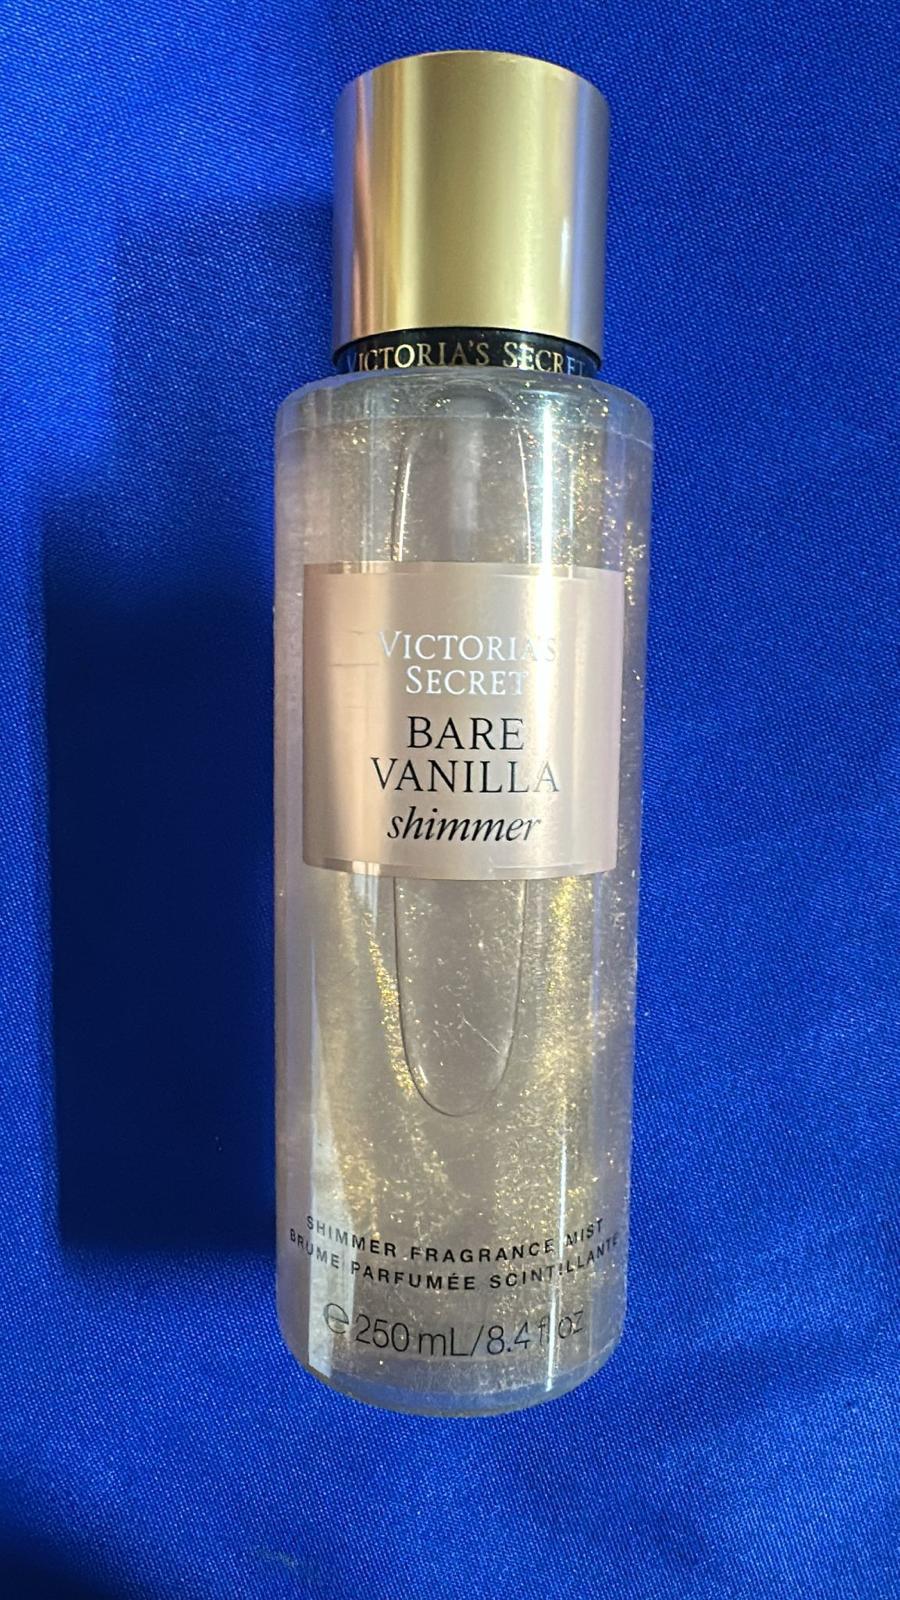 VICTORIA'S SECRET
VICTORIA'S
SECRET
BARE
VANILLA
shimmer
SHIMMER FRAGRANCE MIST
BRUME PARFUMÉE SCINTILLANTE
℮ 250 mL/8.4 fl oz